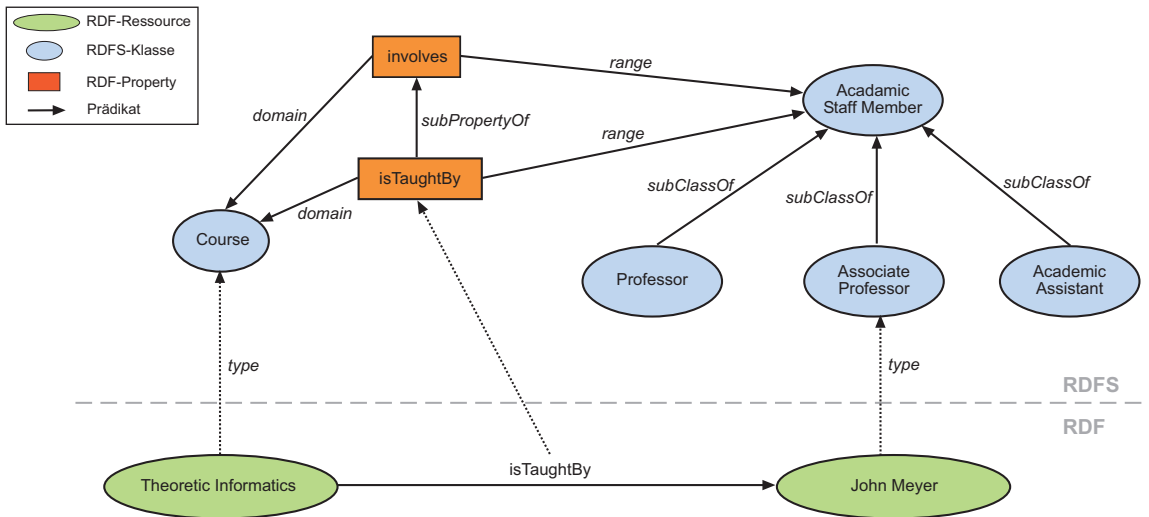 RDF-Ressource
RDFS-Klasse
RDF-Property
Prädikat
involves
range
Acadamic
Staff Member
domain
subPropertyOf
range
isTaughtBy
subClassOf
subClassOf
subClassOf
domain
Course
Professor
Associate
Professor
Academic
Assistant
type
type
RDFS
RDF
isTaughtBy
Theoretic Informatics
John Meyer